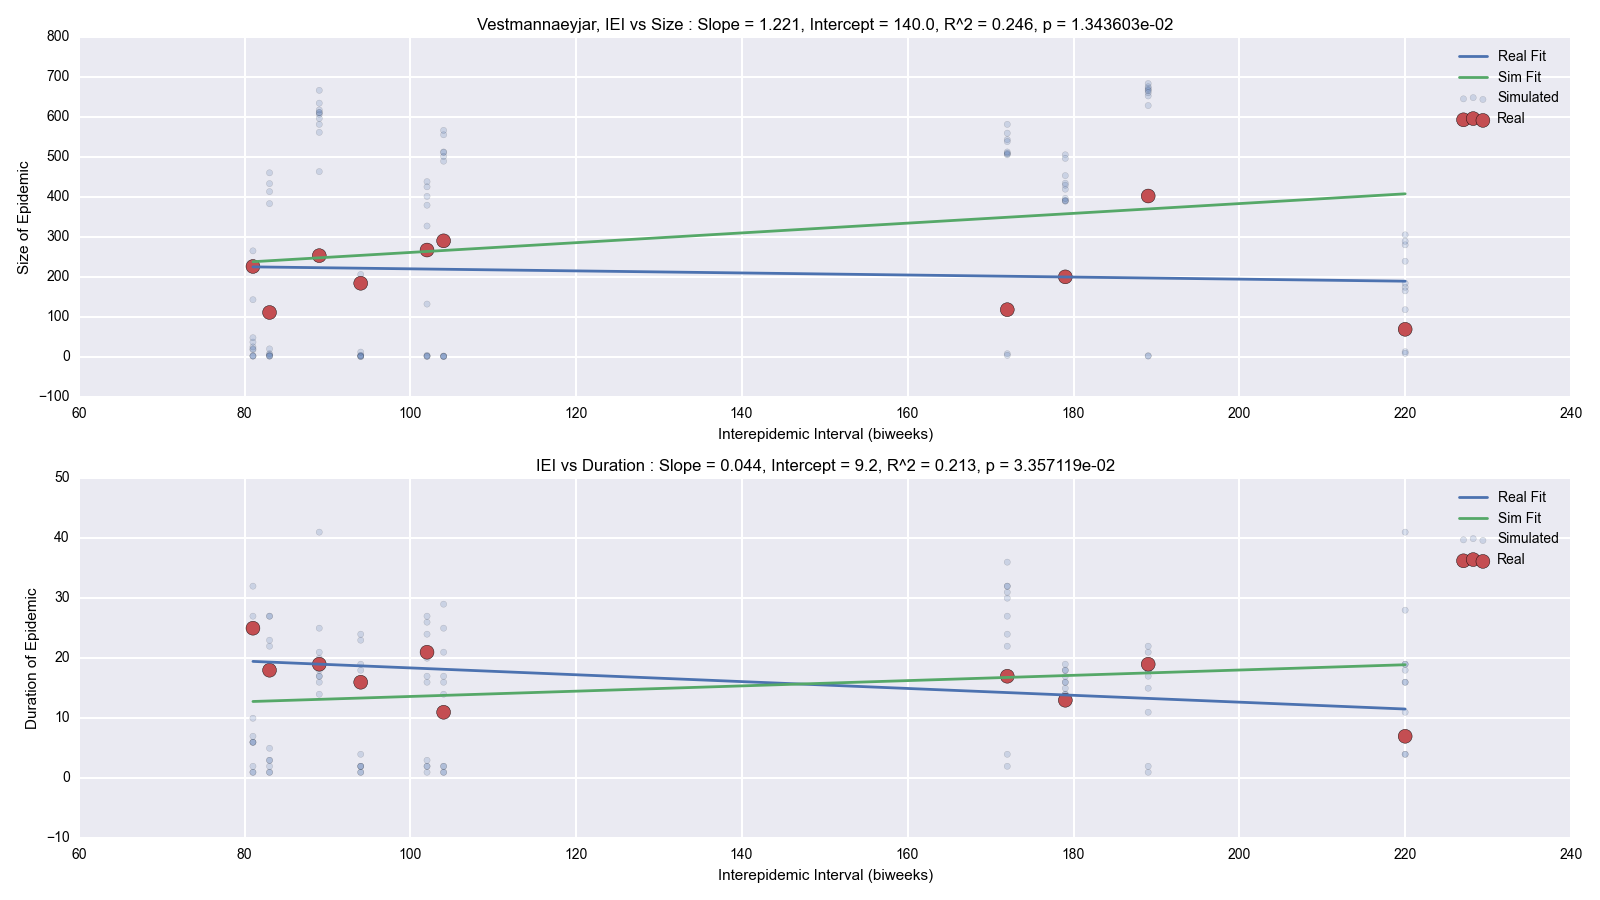 Vestmannaeyjar, IEI vs Size : Slope = 1.221, Intercept = 140.0, R^2 = 0.246, p = 1.343603e-02
800
700
600
500
400
300
200
100
0
−100
Size of Epidemic
Real Fit
Sim Fit
Simulated
Real
60 80 100 120 140 160 180 200 220 240
Interepidemic Interval (biweeks)
IEI vs Duration : Slope = 0.044, Intercept = 9.2, R^2 = 0.213, p = 3.357119e-02
50
40
30
20
10
0
−10
Duration of Epidemic
Real Fit
Sim Fit
Simulated
Real
60 80 100 120 140 160 180 200 220 240
Interepidemic Interval (biweeks)